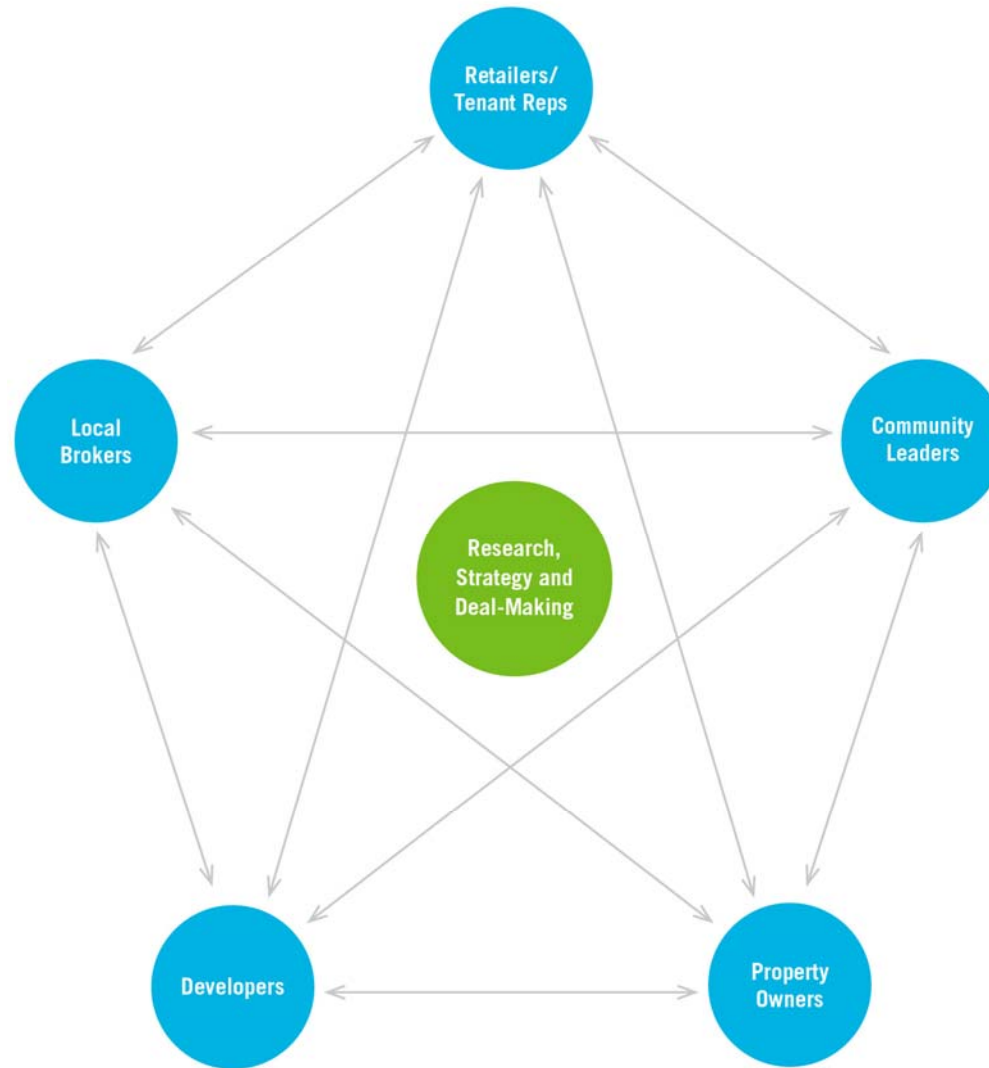 Retailers/
Tenant Reps
Local
Brokers
Community
Leaders
Research,
Strategy and
Deal-Making
Developers
Property
Owners